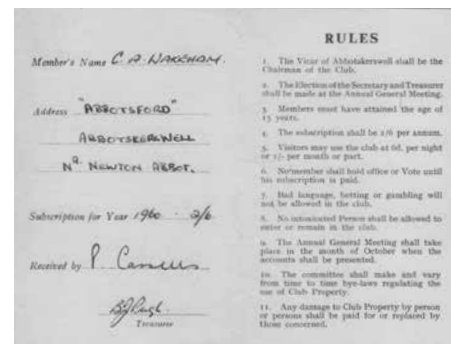 Member's Name C. A. WAKEHAM.
Address "ABBOTSFORD"
ABBOTSKERSWELL
Nᴿ. NEWTON ABBOT.
Subscription for Year 1960 . 2/6
Received by P
Treasurer
RULES
1. The Vicar of Abbotskerswell shall be the
Chairman of the Club.
2. The Election of the Secretary and Treasurer
shall be made at the Annual General Meeting.
3. Members must have attained the age of
15 years.
4. The subscription shall be 2/6 per annum.
5. Visitors may use the club at 6d. per night
or 1/- per month or part.
6. No member shall hold office or Vote until
his subscription is paid.
7. Bad language, betting or gambling will
not be allowed in the club.
8. No intoxicated Person shall be allowed to
enter or remain in the club.
9. The Annual General Meeting shall take
place in the month of October when the
accounts shall be presented.
10. The committee shall make and vary
from time to time bye-laws regulating the
use of Club Property.
11. Any damage to Club Property by person
or persons shall be paid for or replaced by
those concerned.